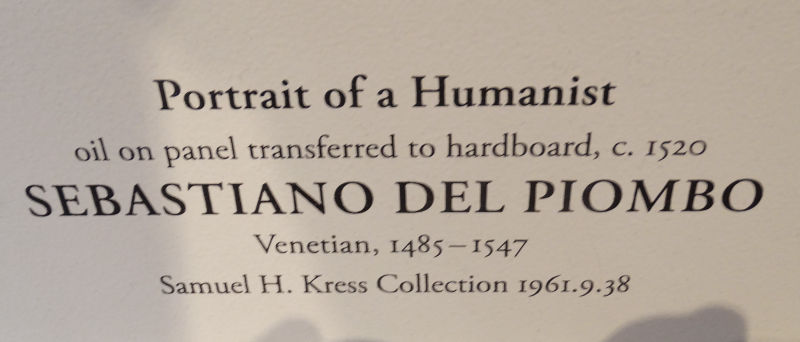 Portrait of a Humanist
oil on panel transferred to hardboard, c. 1520
SEBASTIANO DEL PIOMBO
Venetian, 1485–1547
Samuel H. Kress Collection 1961.9.38